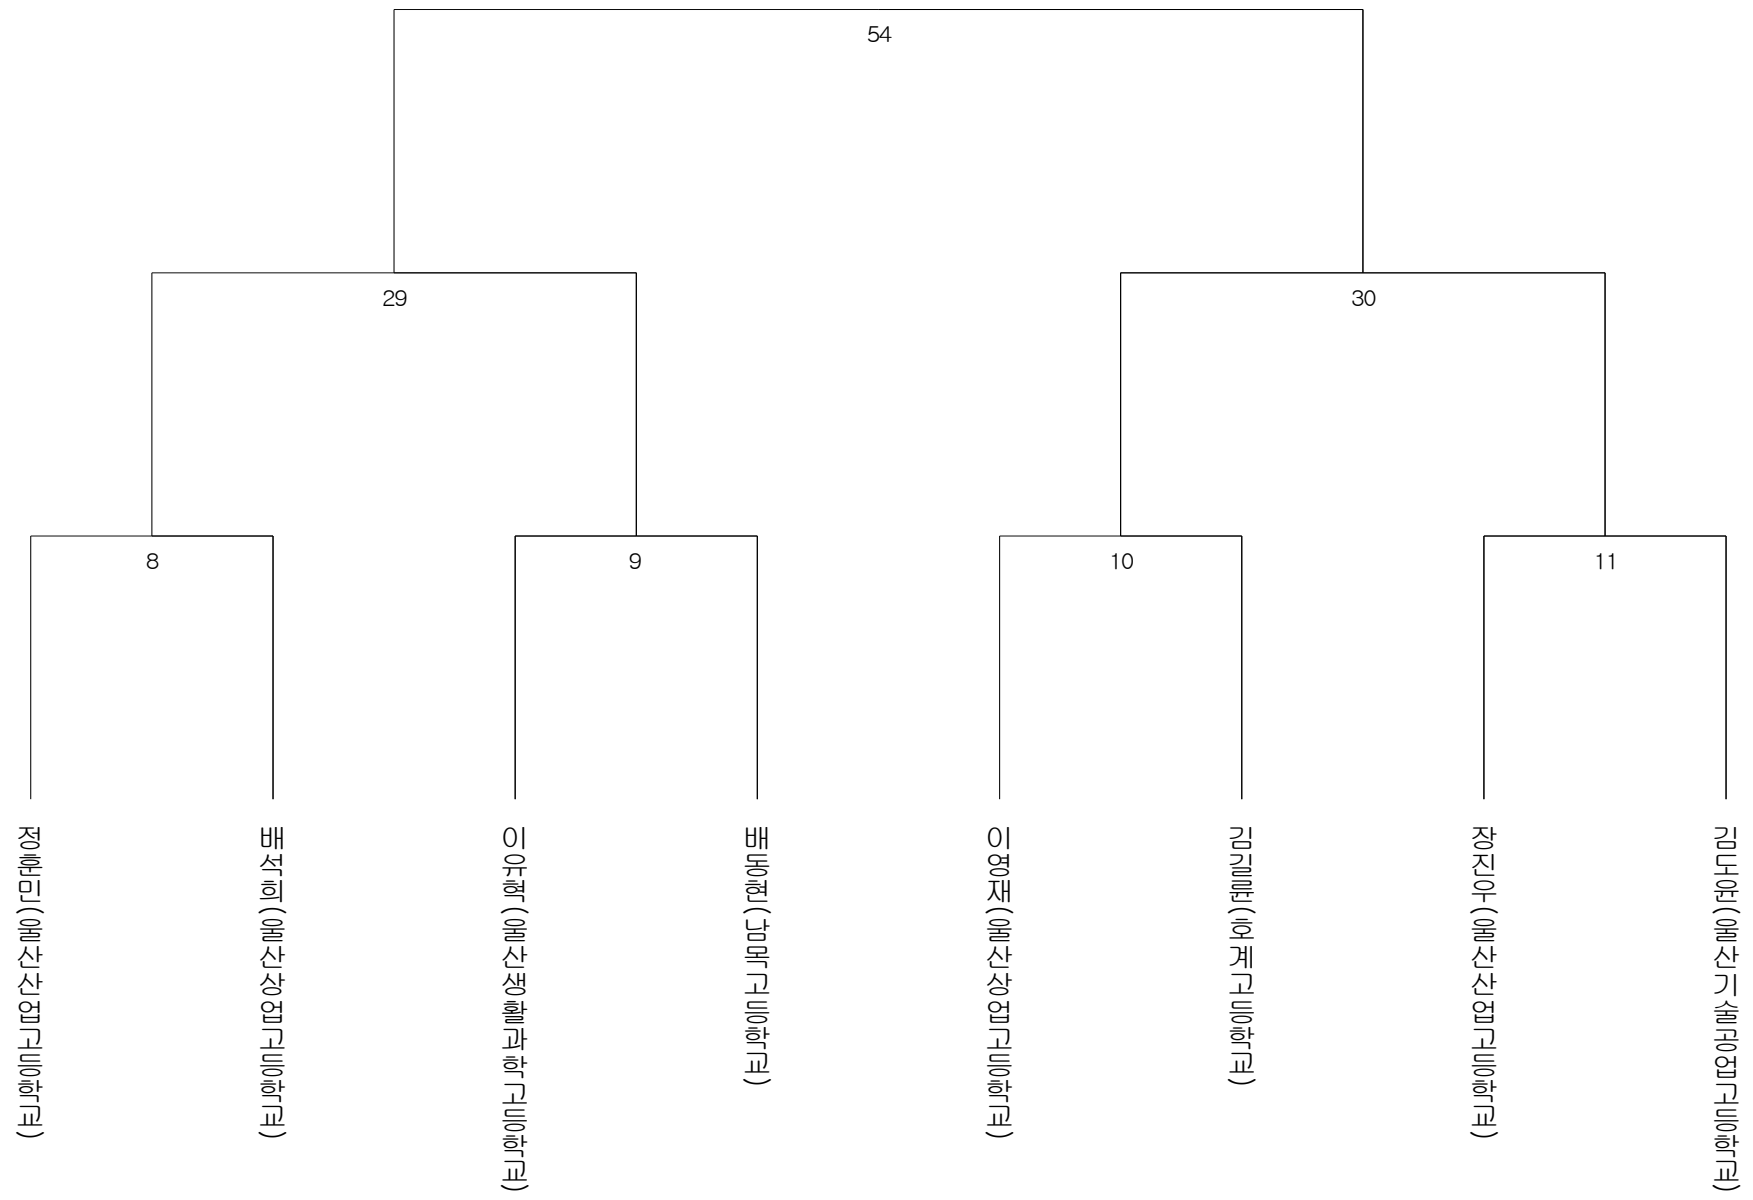 54
29
30
8
9
10
11
정훈민(울산산업고등학교)
배석희(울산상업고등학교)
이유혁(울산생활과학고등학교)
배동현(남목고등학교)
이영재(울산상업고등학교)
김길륜(호계고등학교)
장진우(울산산업고등학교)
김도윤(울산기술공업고등학교)